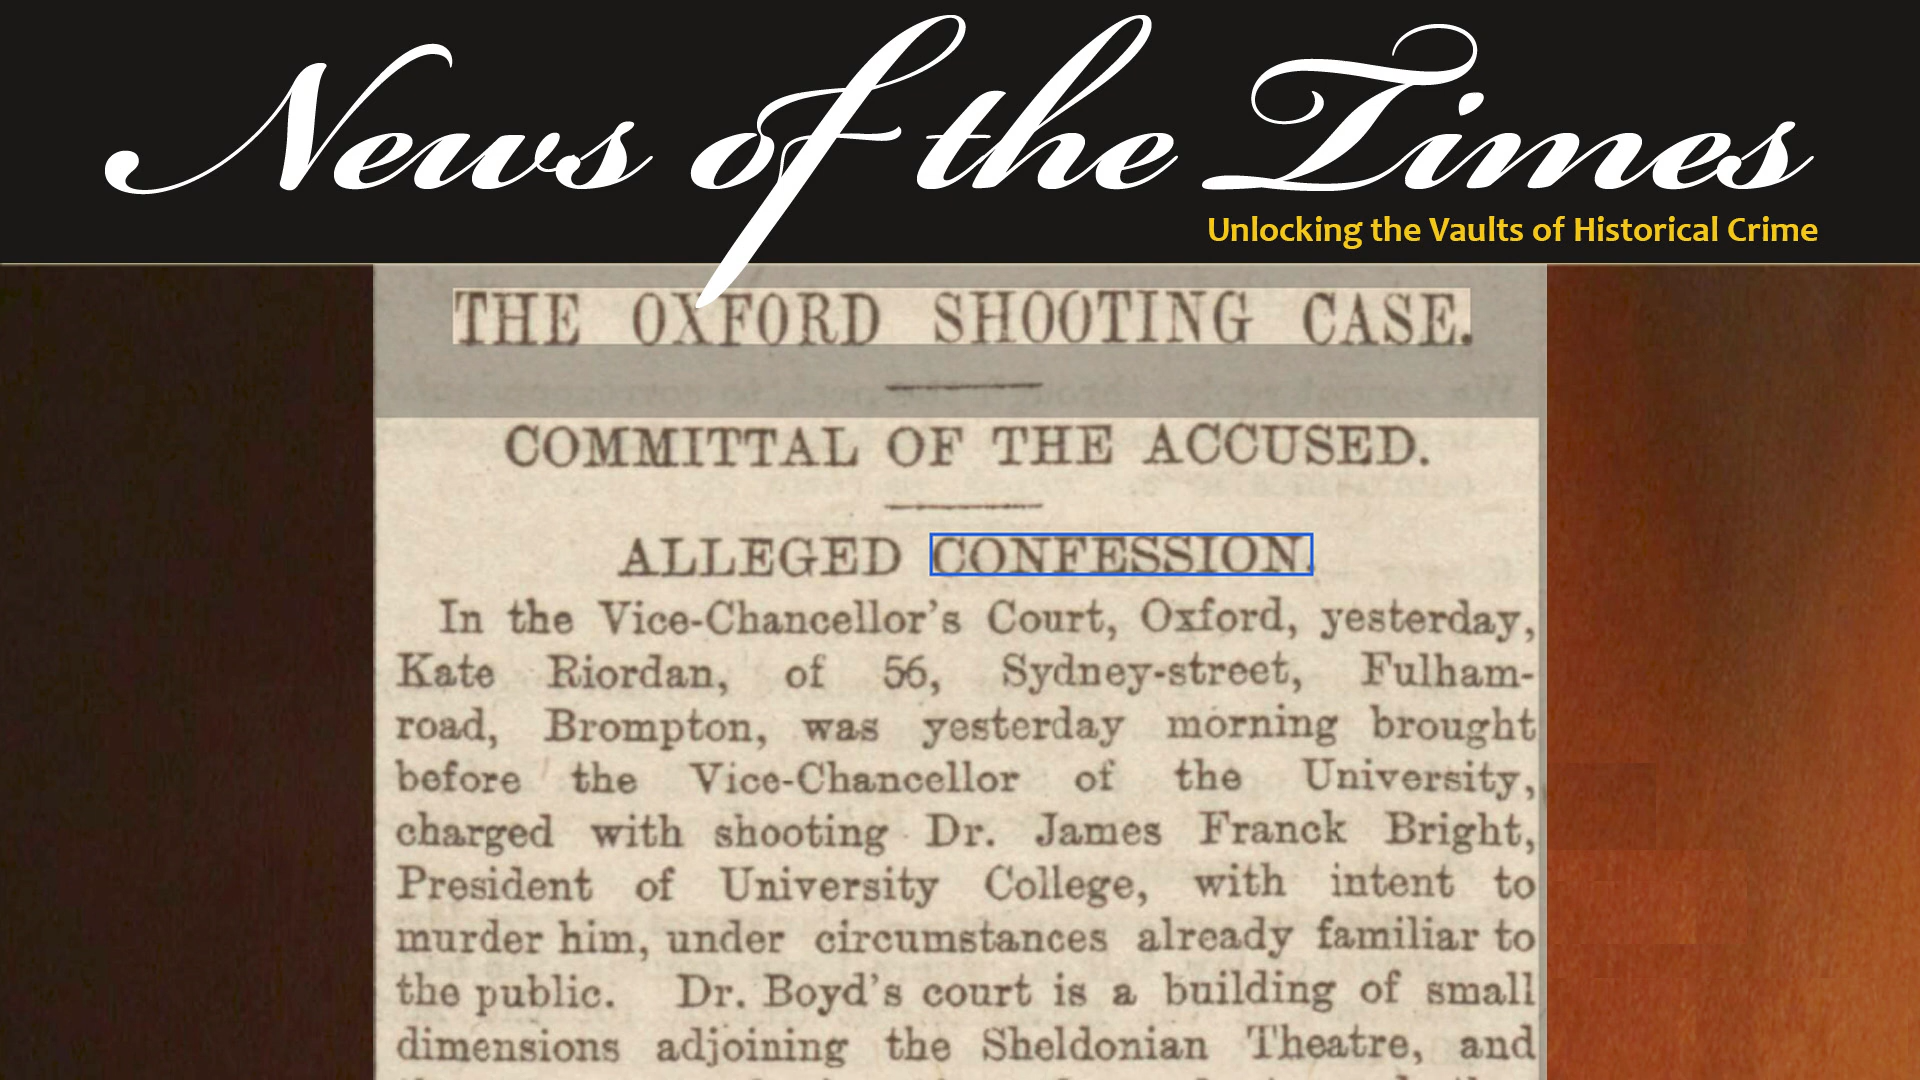 News of the Times
Unlocking the Vaults of Historical Crime
THE OXFORD SHOOTING CASE.
COMMITTAL OF THE ACCUSED.
ALLEGED CONFESSION.
In the Vice-Chancellor's Court, Oxford, yesterday,
Kate Riordan, of 56, Sydney-street, Fulham-
road, Brompton, was yesterday morning brought
before the Vice-Chancellor of the University,
charged with shooting Dr. James Franck Bright,
President of University College, with intent to
murder him, under circumstances already familiar to
the public. Dr. Boyd's court is a building of small
dimensions adjoining the Sheldonian Theatre, and